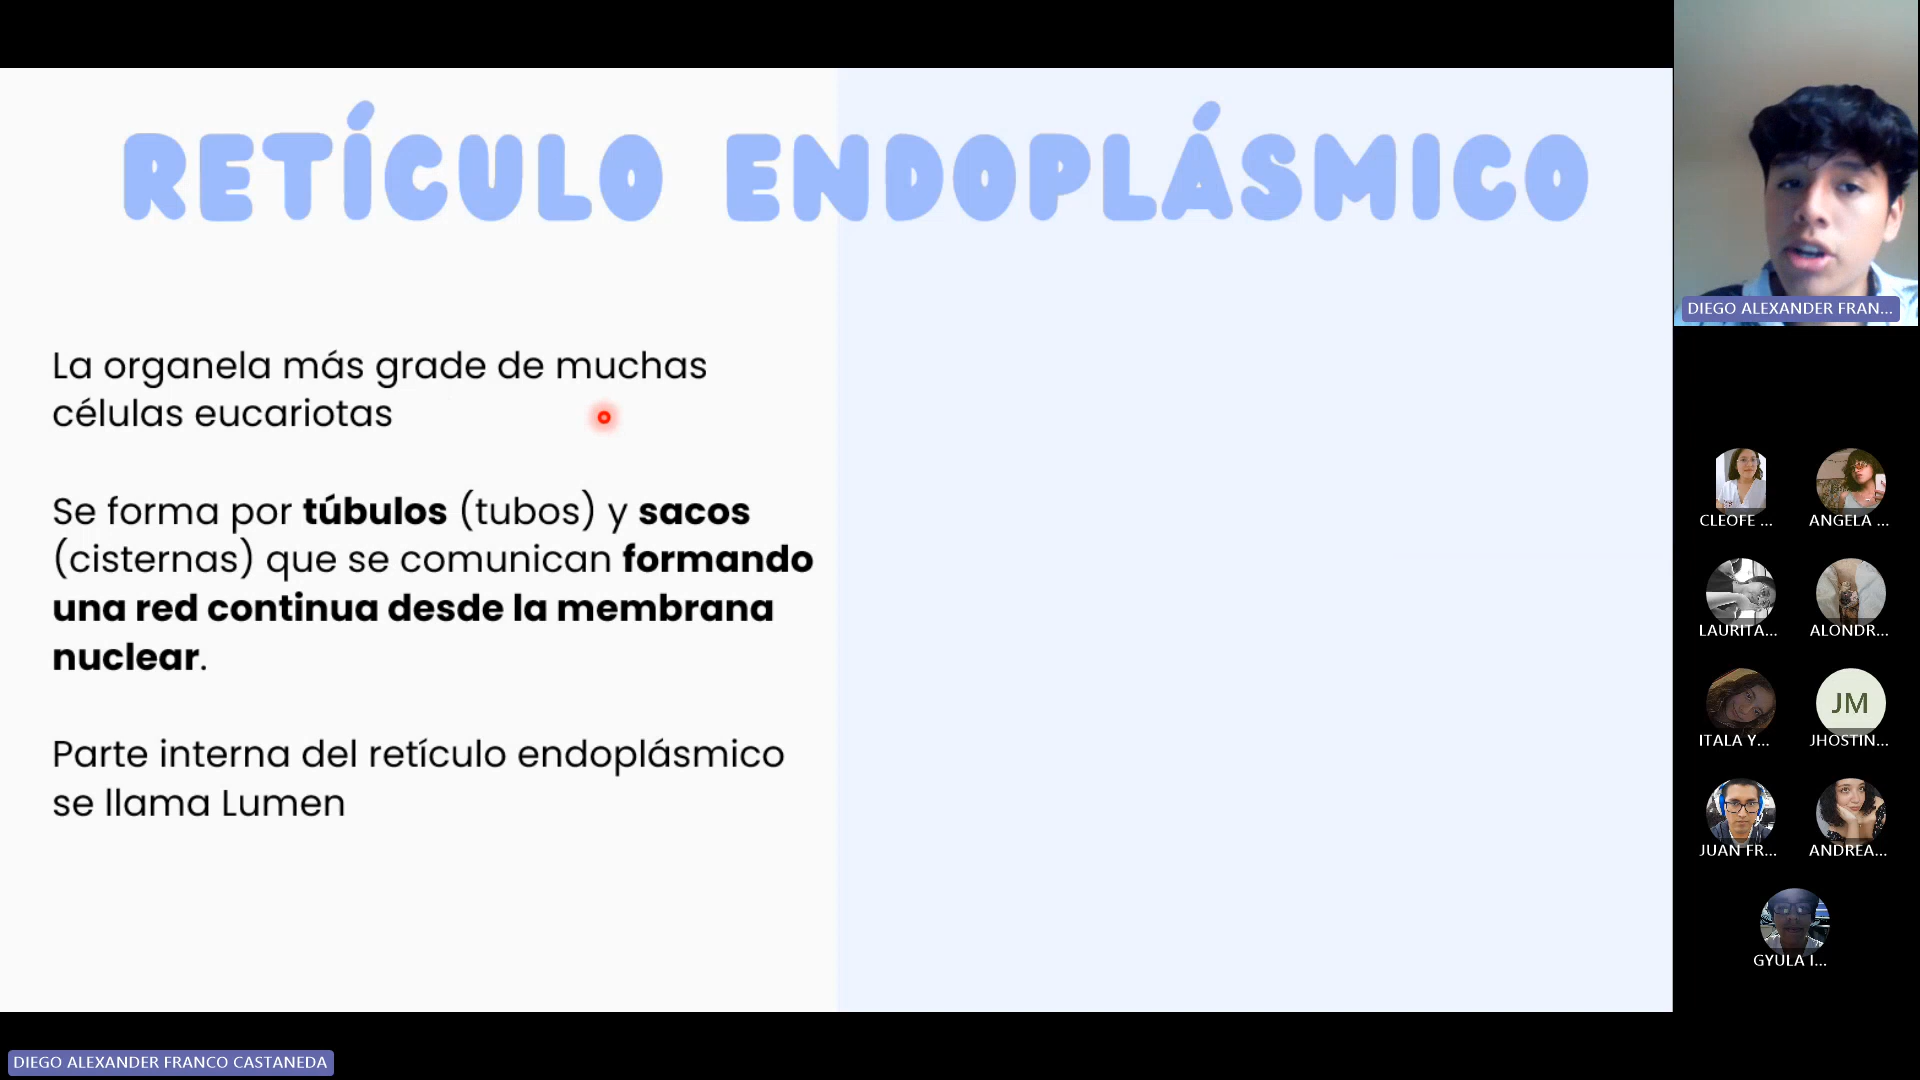 RETÍCULO ENDOPLÁSMICO
La organela más grade de muchas
células eucariotas
Se forma por túbulos (tubos) y sacos
(cisternas) que se comunican formando
una red continua desde la membrana
nuclear.
Parte interna del retículo endoplásmico
se llama Lumen
DIEGO ALEXANDER FRAN...
CLEOFE ...
ANGELA ...
LAURITA...
ALONDR...
ITALA Y...
JM
JHOSTIN...
JUAN FR...
ANDREA...
GYULA I...
DIEGO ALEXANDER FRANCO CASTANEDA